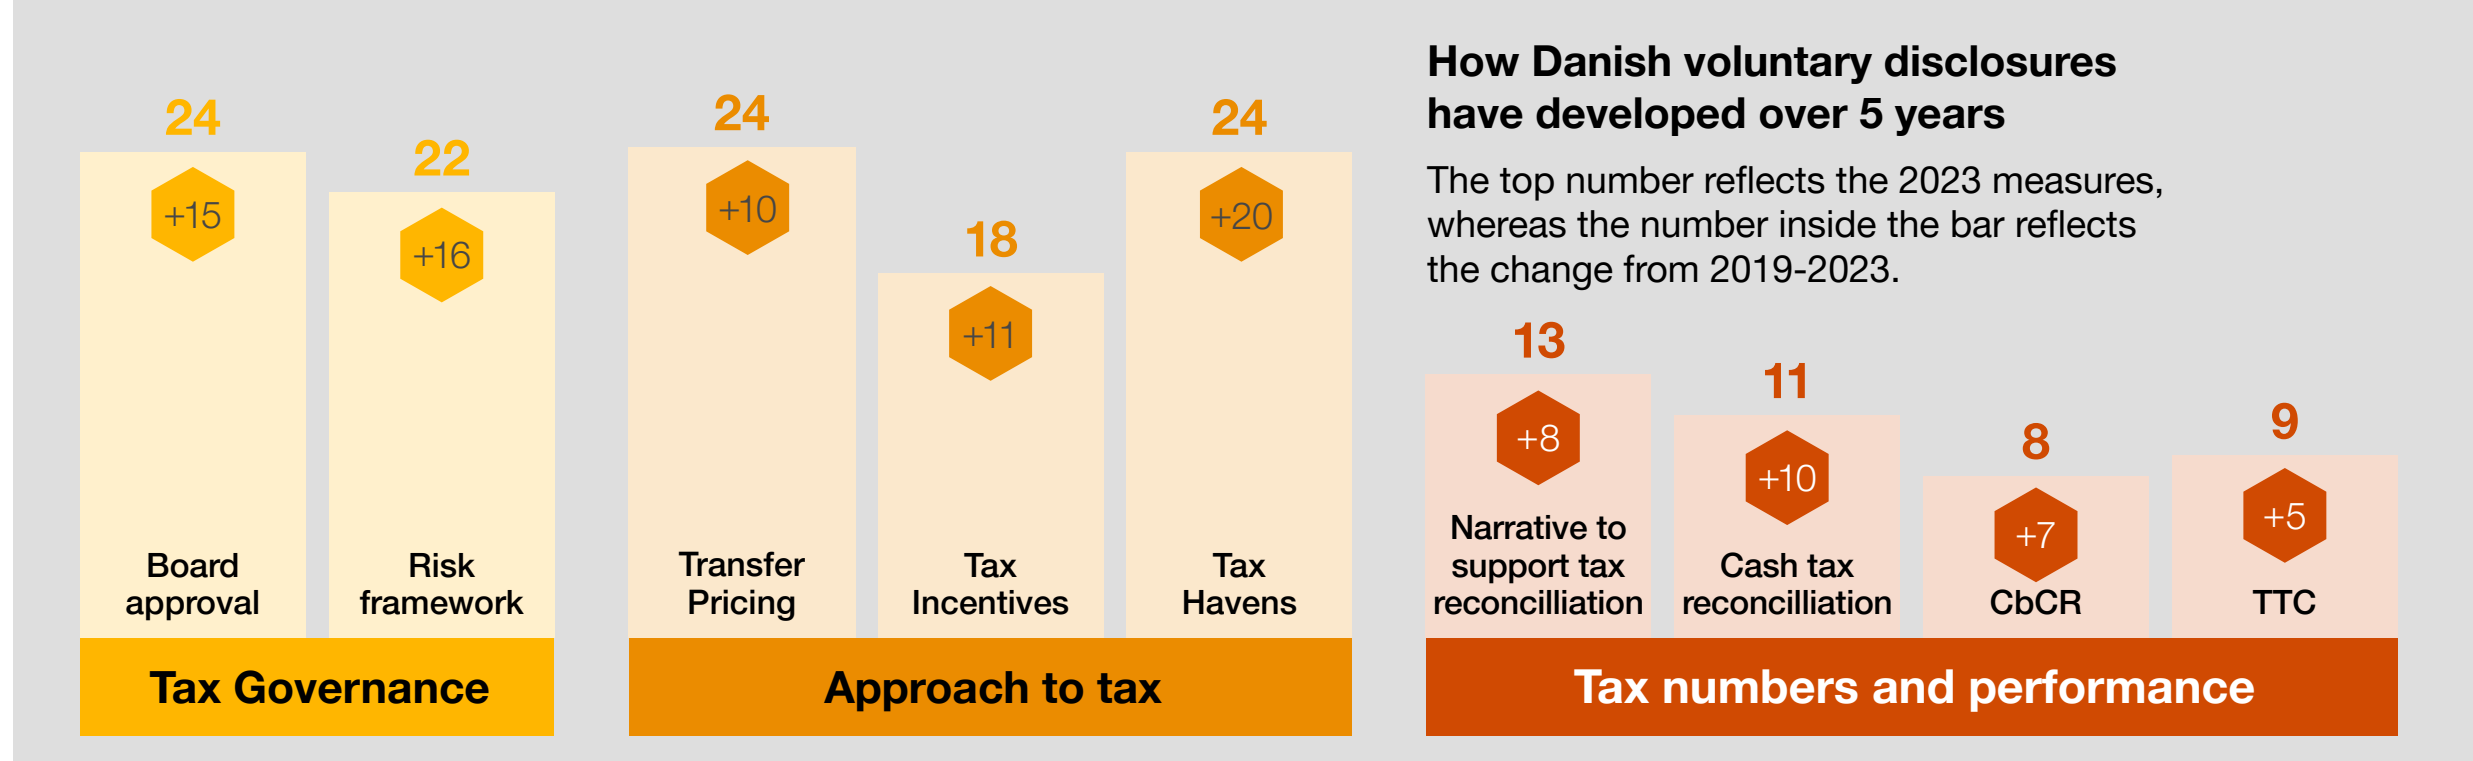 How Danish voluntary disclosures
have developed over 5 years
The top number reflects the 2023 measures,
whereas the number inside the bar reflects
the change from 2019-2023.
24
+15
Board
approval
22
+16
Risk
framework
Tax Governance
24
+10
Transfer
Pricing
18
+11
Tax
Incentives
24
+20
Tax
Havens
Approach to tax
13
+8
Narrative to
support tax
reconcilliation
11
+10
Cash tax
reconcilliation
8
+7
CbCR
9
+5
TTC
Tax numbers and performance